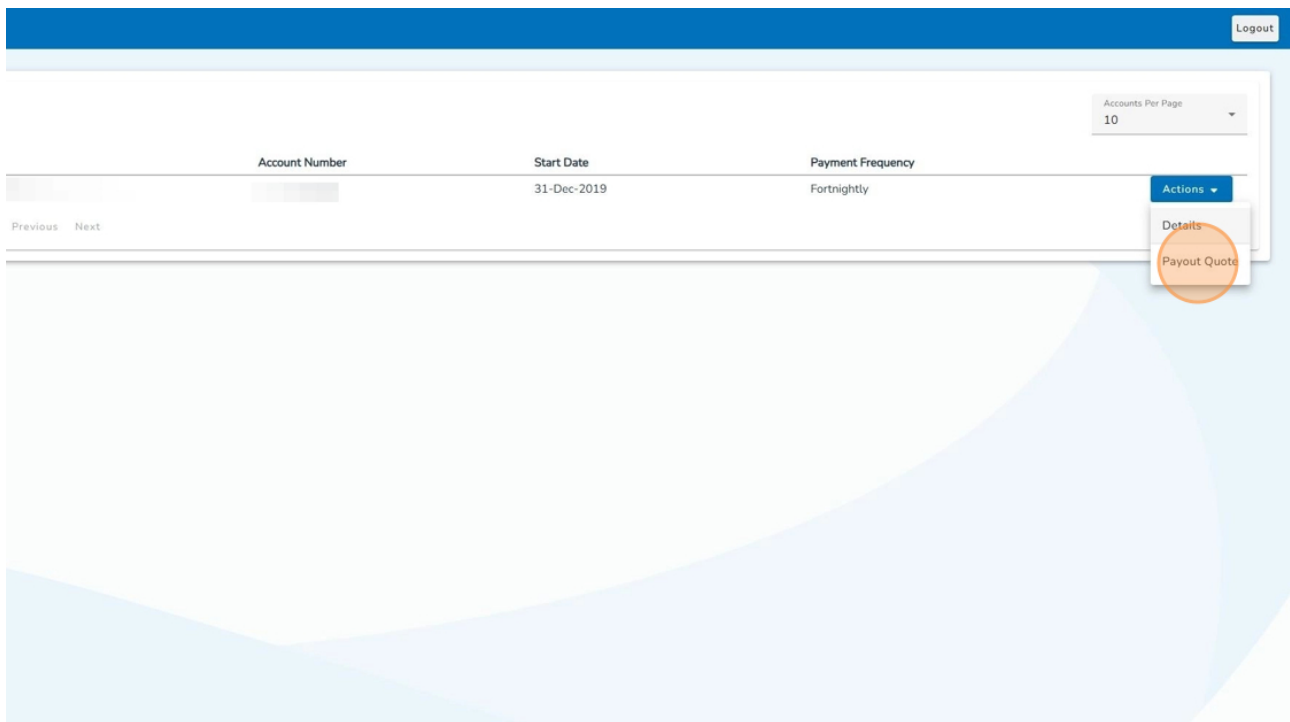 Logout
Accounts Per Page
10
Account Number Start Date Payment Frequency
31-Dec-2019 Fortnightly Actions
Previous Next Details
Payout Quote